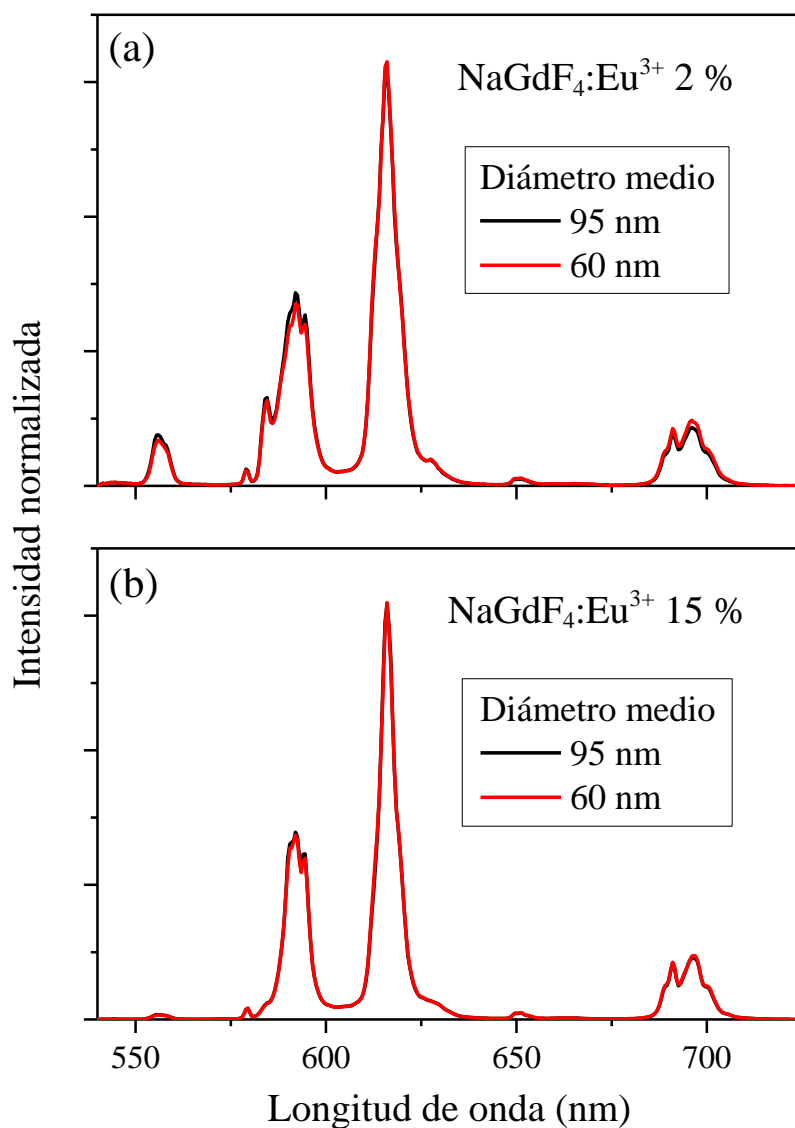 (a)
NaGdF₄:Eu³⁺ 2 %
Diámetro medio
95 nm
60 nm
Intensidad normalizada
(b)
NaGdF₄:Eu³⁺ 15 %
Diámetro medio
95 nm
60 nm
550 600 650 700
Longitud de onda (nm)